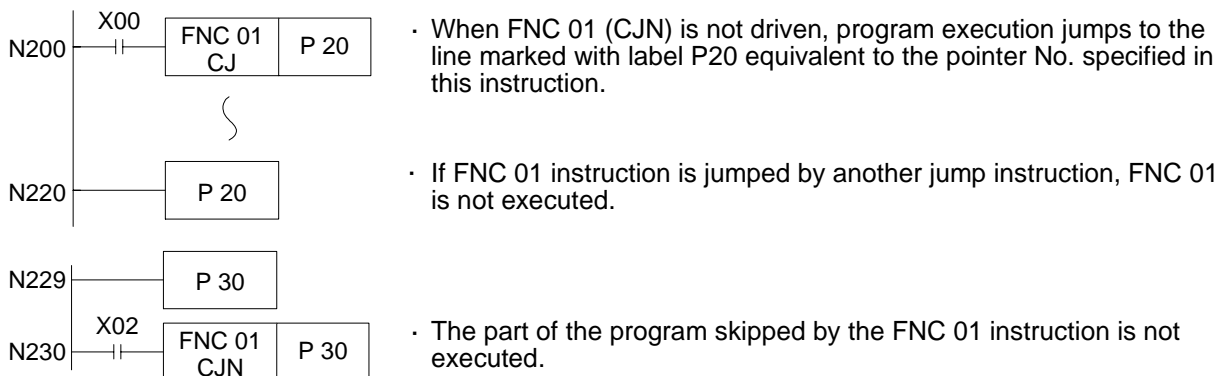 X00
N200 FNC 01 CJ P 20
· When FNC 01 (CJN) is not driven, program execution jumps to the
line marked with label P20 equivalent to the pointer No. specified in
this instruction.
N220 P 20
· If FNC 01 instruction is jumped by another jump instruction, FNC 01
is not executed.
N229 P 30
X02
N230 FNC 01 CJN P 30
· The part of the program skipped by the FNC 01 instruction is not
executed.